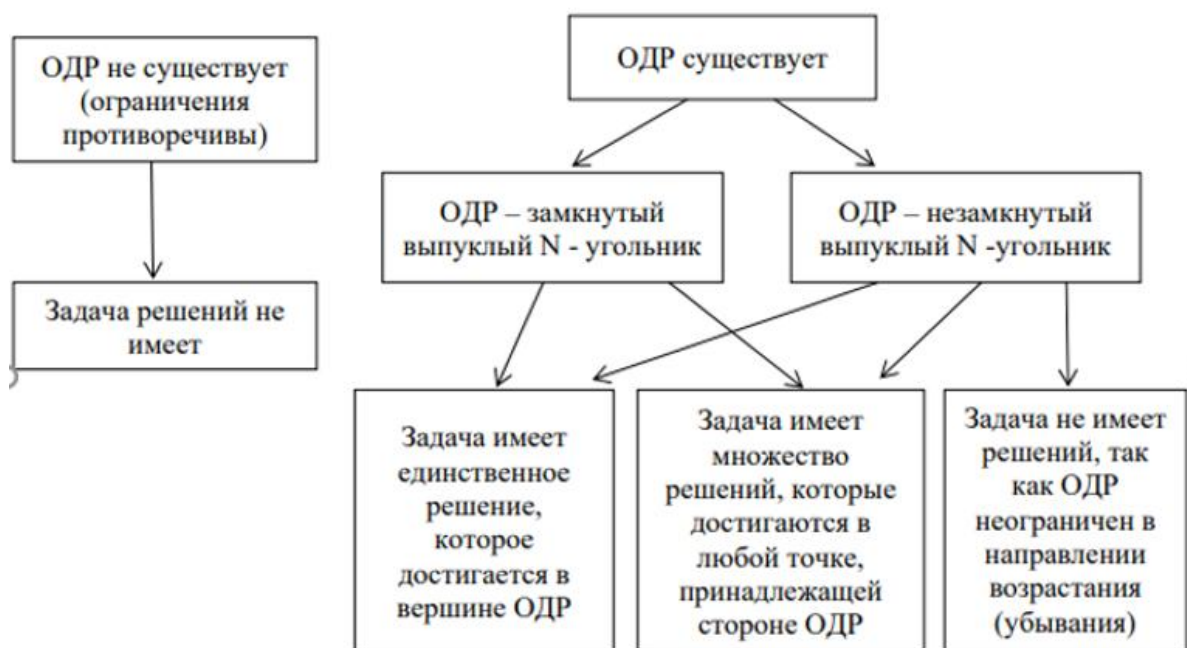 ОДР не существует
(ограничения
противоречивы)
Задача решений не
имеет
ОДР существует
ОДР – замкнутый
выпуклый N - угольник
ОДР – незамкнутый
выпуклый N -угольник
Задача имеет
единственное
решение,
которое
достигается в
вершине ОДР
Задача имеет
множество
решений, которые
достигаются в
любой точке,
принадлежащей
стороне ОДР
Задача не имеет
решений, так
как ОДР
неограничен в
направлении
возрастания
(убывания)